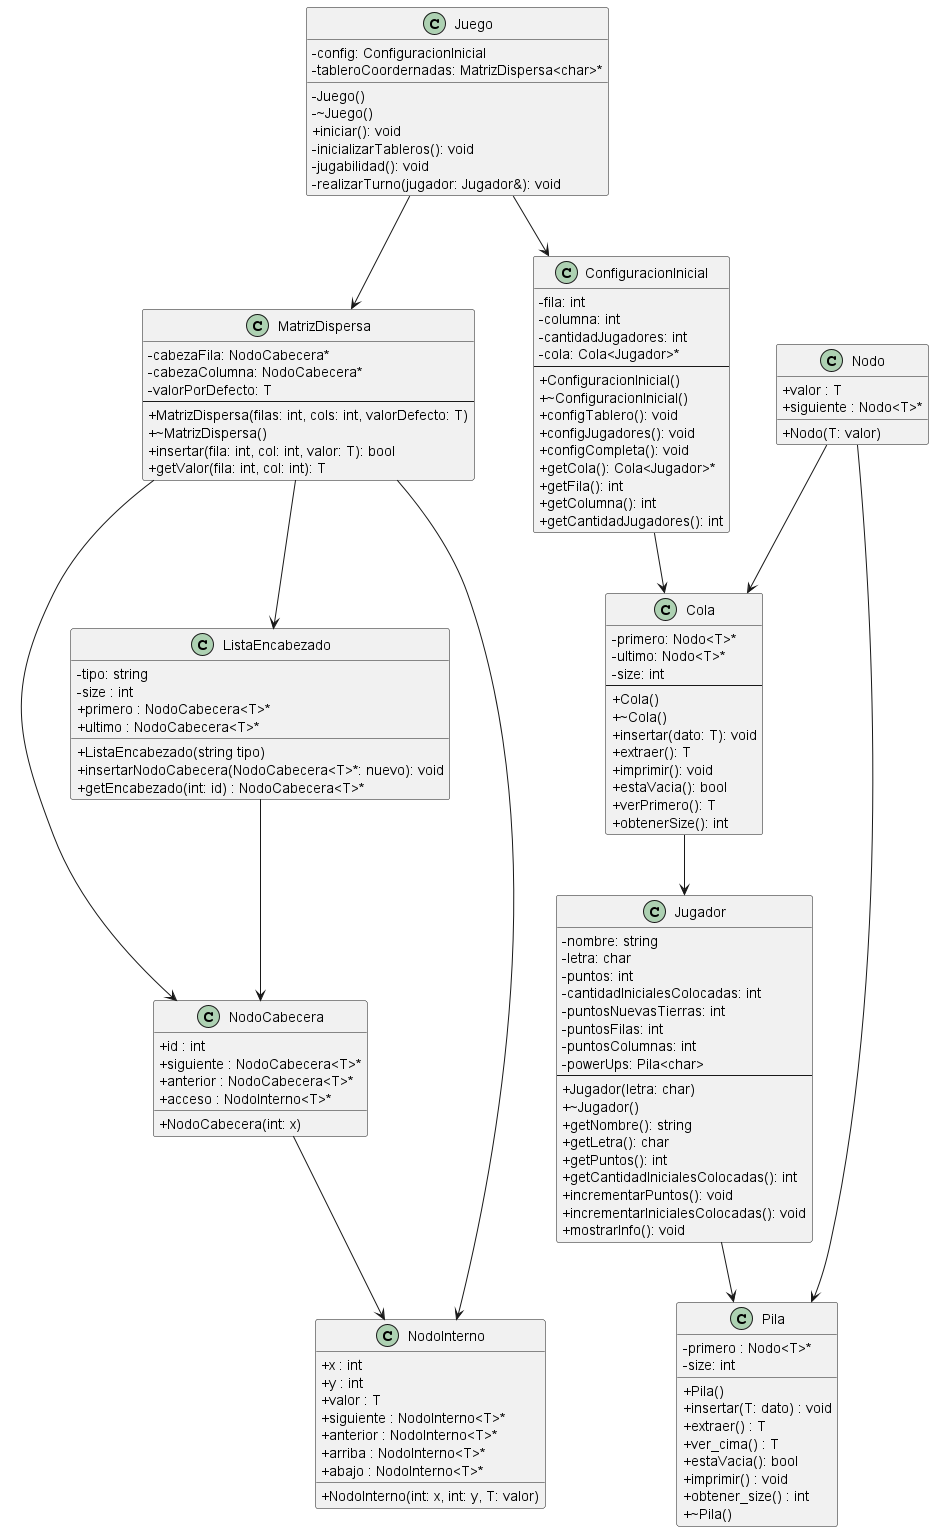 C Juego
-config: ConfiguracionInicial
-tableroCoordernadas: MatrizDispersa<char>*
-Juego()
-~Juego()
+iniciar(): void
-inicializarTableros(): void
-jugabilidad(): void
-realizarTurno(jugador: Jugador&): void
C ConfiguracionInicial
-fila: int
-columna: int
-cantidadJugadores: int
-cola: Cola<Jugador>*
+ConfiguracionInicial()
+~ConfiguracionInicial()
+configTablero(): void
+configJugadores(): void
+configCompleta(): void
+getCola(): Cola<Jugador>*
+getFila(): int
+getColumna(): int
+getCantidadJugadores(): int
C MatrizDispersa
-cabezaFila: NodoCabecera*
-cabezaColumna: NodoCabecera*
-valorPorDefecto: T
+MatrizDispersa(filas: int, cols: int, valorDefecto: T)
+~MatrizDispersa()
+insertar(fila: int, col: int, valor: T): bool
+getValor(fila: int, col: int): T
C Nodo
+valor : T
+siguiente : Nodo<T>*
+Nodo(T: valor)
C Cola
-primero: Nodo<T>*
-ultimo: Nodo<T>*
-size: int
+Cola()
+~Cola()
+insertar(dato: T): void
+extraer(): T
+imprimir(): void
+estaVacia(): bool
+verPrimero(): T
+obtenerSize(): int
C ListaEncabezado
-tipo: string
-size : int
+primero : NodoCabecera<T>*
+ultimo : NodoCabecera<T>*
+ListaEncabezado(string tipo)
+insertarNodoCabecera(NodoCabecera<T>*: nuevo): void
+getEncabezado(int: id) : NodoCabecera<T>*
C Jugador
-nombre: string
-letra: char
-puntos: int
-cantidadInicialesColocadas: int
-puntosNuevasTierras: int
-puntosFilas: int
-puntosColumnas: int
-powerUps: Pila<char>
+Jugador(letra: char)
+~Jugador()
+getNombre(): string
+getLetra(): char
+getPuntos(): int
+getCantidadInicialesColocadas(): int
+incrementarPuntos(): void
+incrementarInicialesColocadas(): void
+mostrarInfo(): void
C NodoCabecera
+id : int
+siguiente : NodoCabecera<T>*
+anterior : NodoCabecera<T>*
+acceso : NodoInterno<T>*
+NodoCabecera(int: x)
C NodoInterno
+x : int
+y : int
+valor : T
+siguiente : NodoInterno<T>*
+anterior : NodoInterno<T>*
+arriba : NodoInterno<T>*
+abajo : NodoInterno<T>*
+NodoInterno(int: x, int: y, T: valor)
C Pila
-primero : Nodo<T>*
-size: int
+Pila()
+insertar(T: dato) : void
+extraer() : T
+ver_cima() : T
+estaVacia(): bool
+imprimir() : void
+obtener_size() : int
+~Pila()